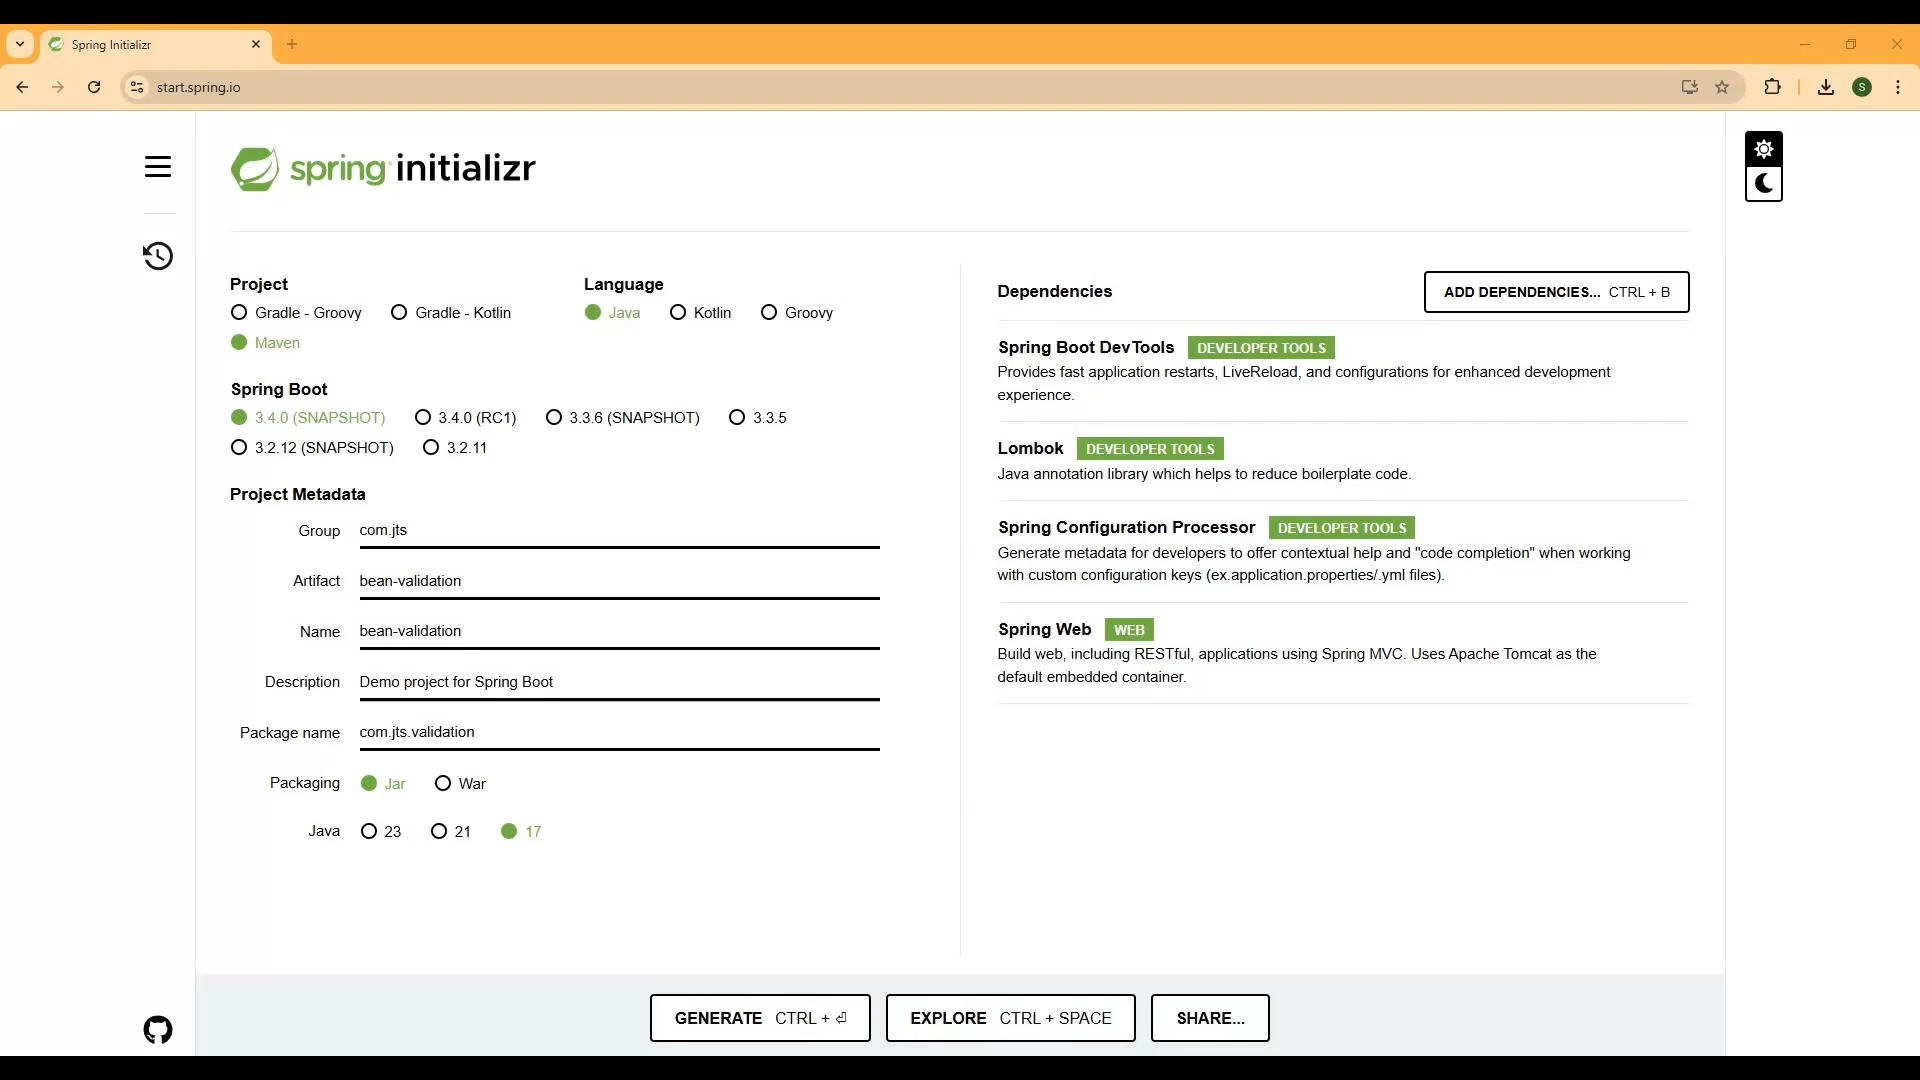 Spring Initializr
start.spring.io
S
spring initializr
Project
Gradle - Groovy
Gradle - Kotlin
Maven
Language
Java
Kotlin
Groovy
Spring Boot
3.4.0 (SNAPSHOT)
3.4.0 (RC1)
3.3.6 (SNAPSHOT)
3.3.5
3.2.12 (SNAPSHOT)
3.2.11
Project Metadata
Group com.jts
Artifact bean-validation
Name bean-validation
Description Demo project for Spring Boot
Package name com.jts.validation
Packaging Jar War
Java 23 21 17
Dependencies
ADD DEPENDENCIES... CTRL + B
Spring Boot DevTools DEVELOPER TOOLS
Provides fast application restarts, LiveReload, and configurations for enhanced development
experience.
Lombok DEVELOPER TOOLS
Java annotation library which helps to reduce boilerplate code.
Spring Configuration Processor DEVELOPER TOOLS
Generate metadata for developers to offer contextual help and "code completion" when working
with custom configuration keys (ex.application.properties/.yml files).
Spring Web WEB
Build web, including RESTful, applications using Spring MVC. Uses Apache Tomcat as the
default embedded container.
GENERATE CTRL + ⏎
EXPLORE CTRL + SPACE
SHARE...